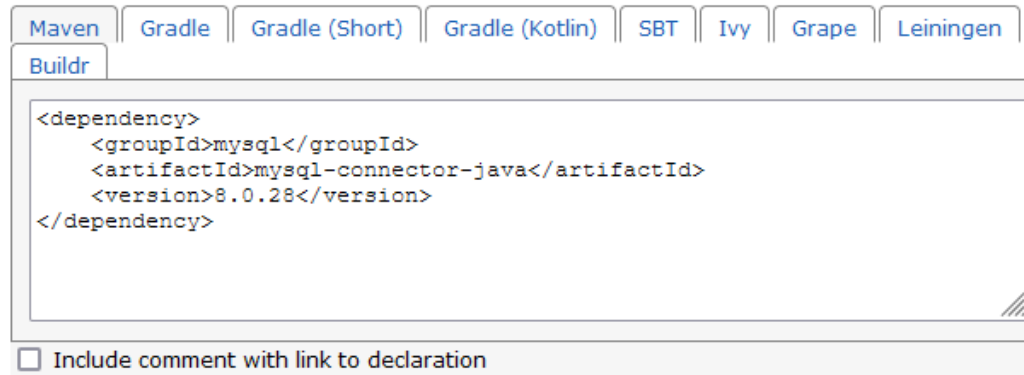 Maven Gradle Gradle (Short) Gradle (Kotlin) SBT Ivy Grape Leiningen
Buildr
<dependency>
    <groupId>mysql</groupId>
    <artifactId>mysql-connector-java</artifactId>
    <version>8.0.28</version>
</dependency>
Include comment with link to declaration